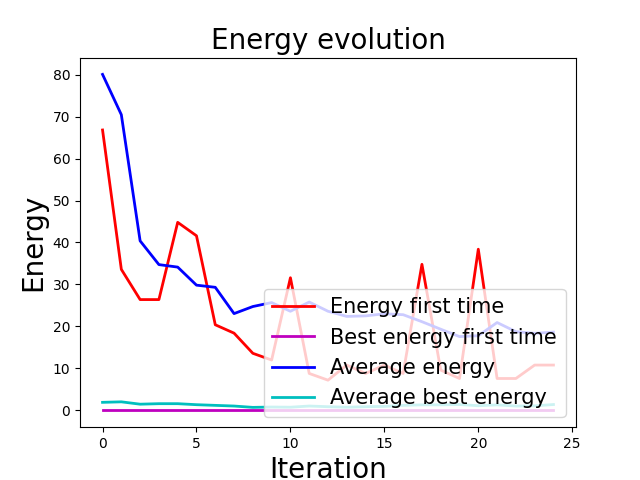 Energy evolution
80
70
60
50
40
30
20
10
0
Energy
Energy first time
Best energy first time
Average energy
Average best energy
0 5 10 15 20 25
Iteration